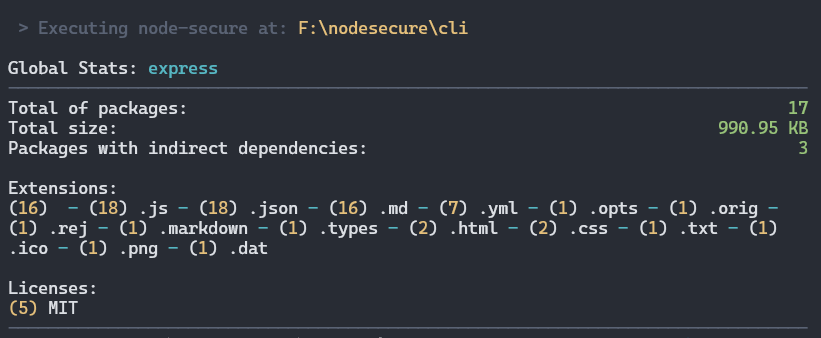 > Executing node-secure at: F:\nodesecure\cli
Global Stats: express
Total of packages: 17
Total size: 990.95 KB
Packages with indirect dependencies: 3
Extensions:
(16)  - (18) .js - (18) .json - (16) .md - (7) .yml - (1) .opts - (1) .orig -
(1) .rej - (1) .markdown - (1) .types - (2) .html - (2) .css - (1) .txt - (1)
.ico - (1) .png - (1) .dat
Licenses:
(5) MIT